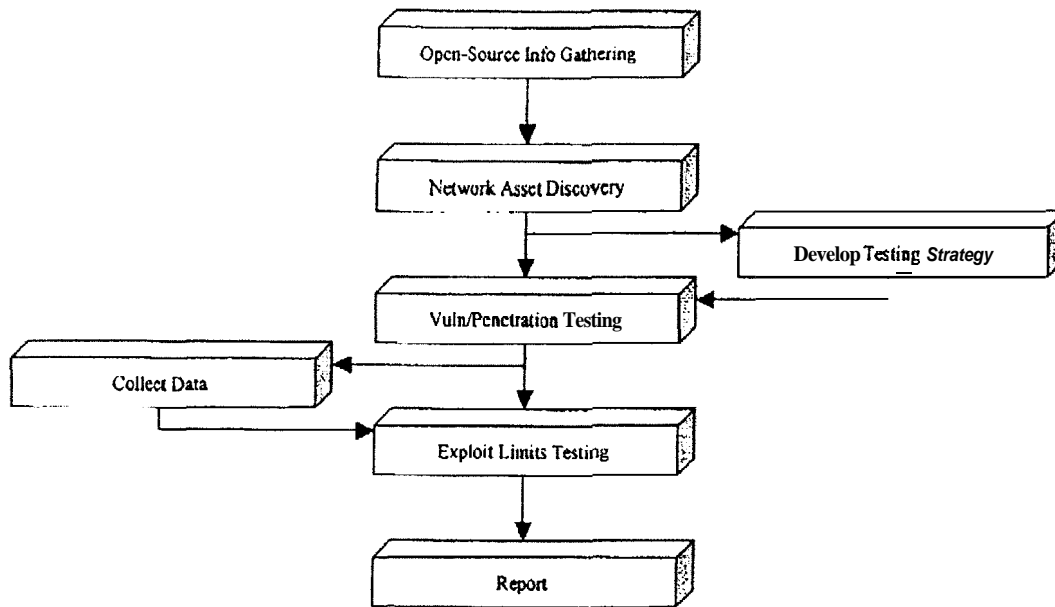 Open-Source Info Gathering
Network Asset Discovery
Develop Testing Strategy
Vuln/Penetration Testing
Collect Data
Exploit Limits Testing
Report